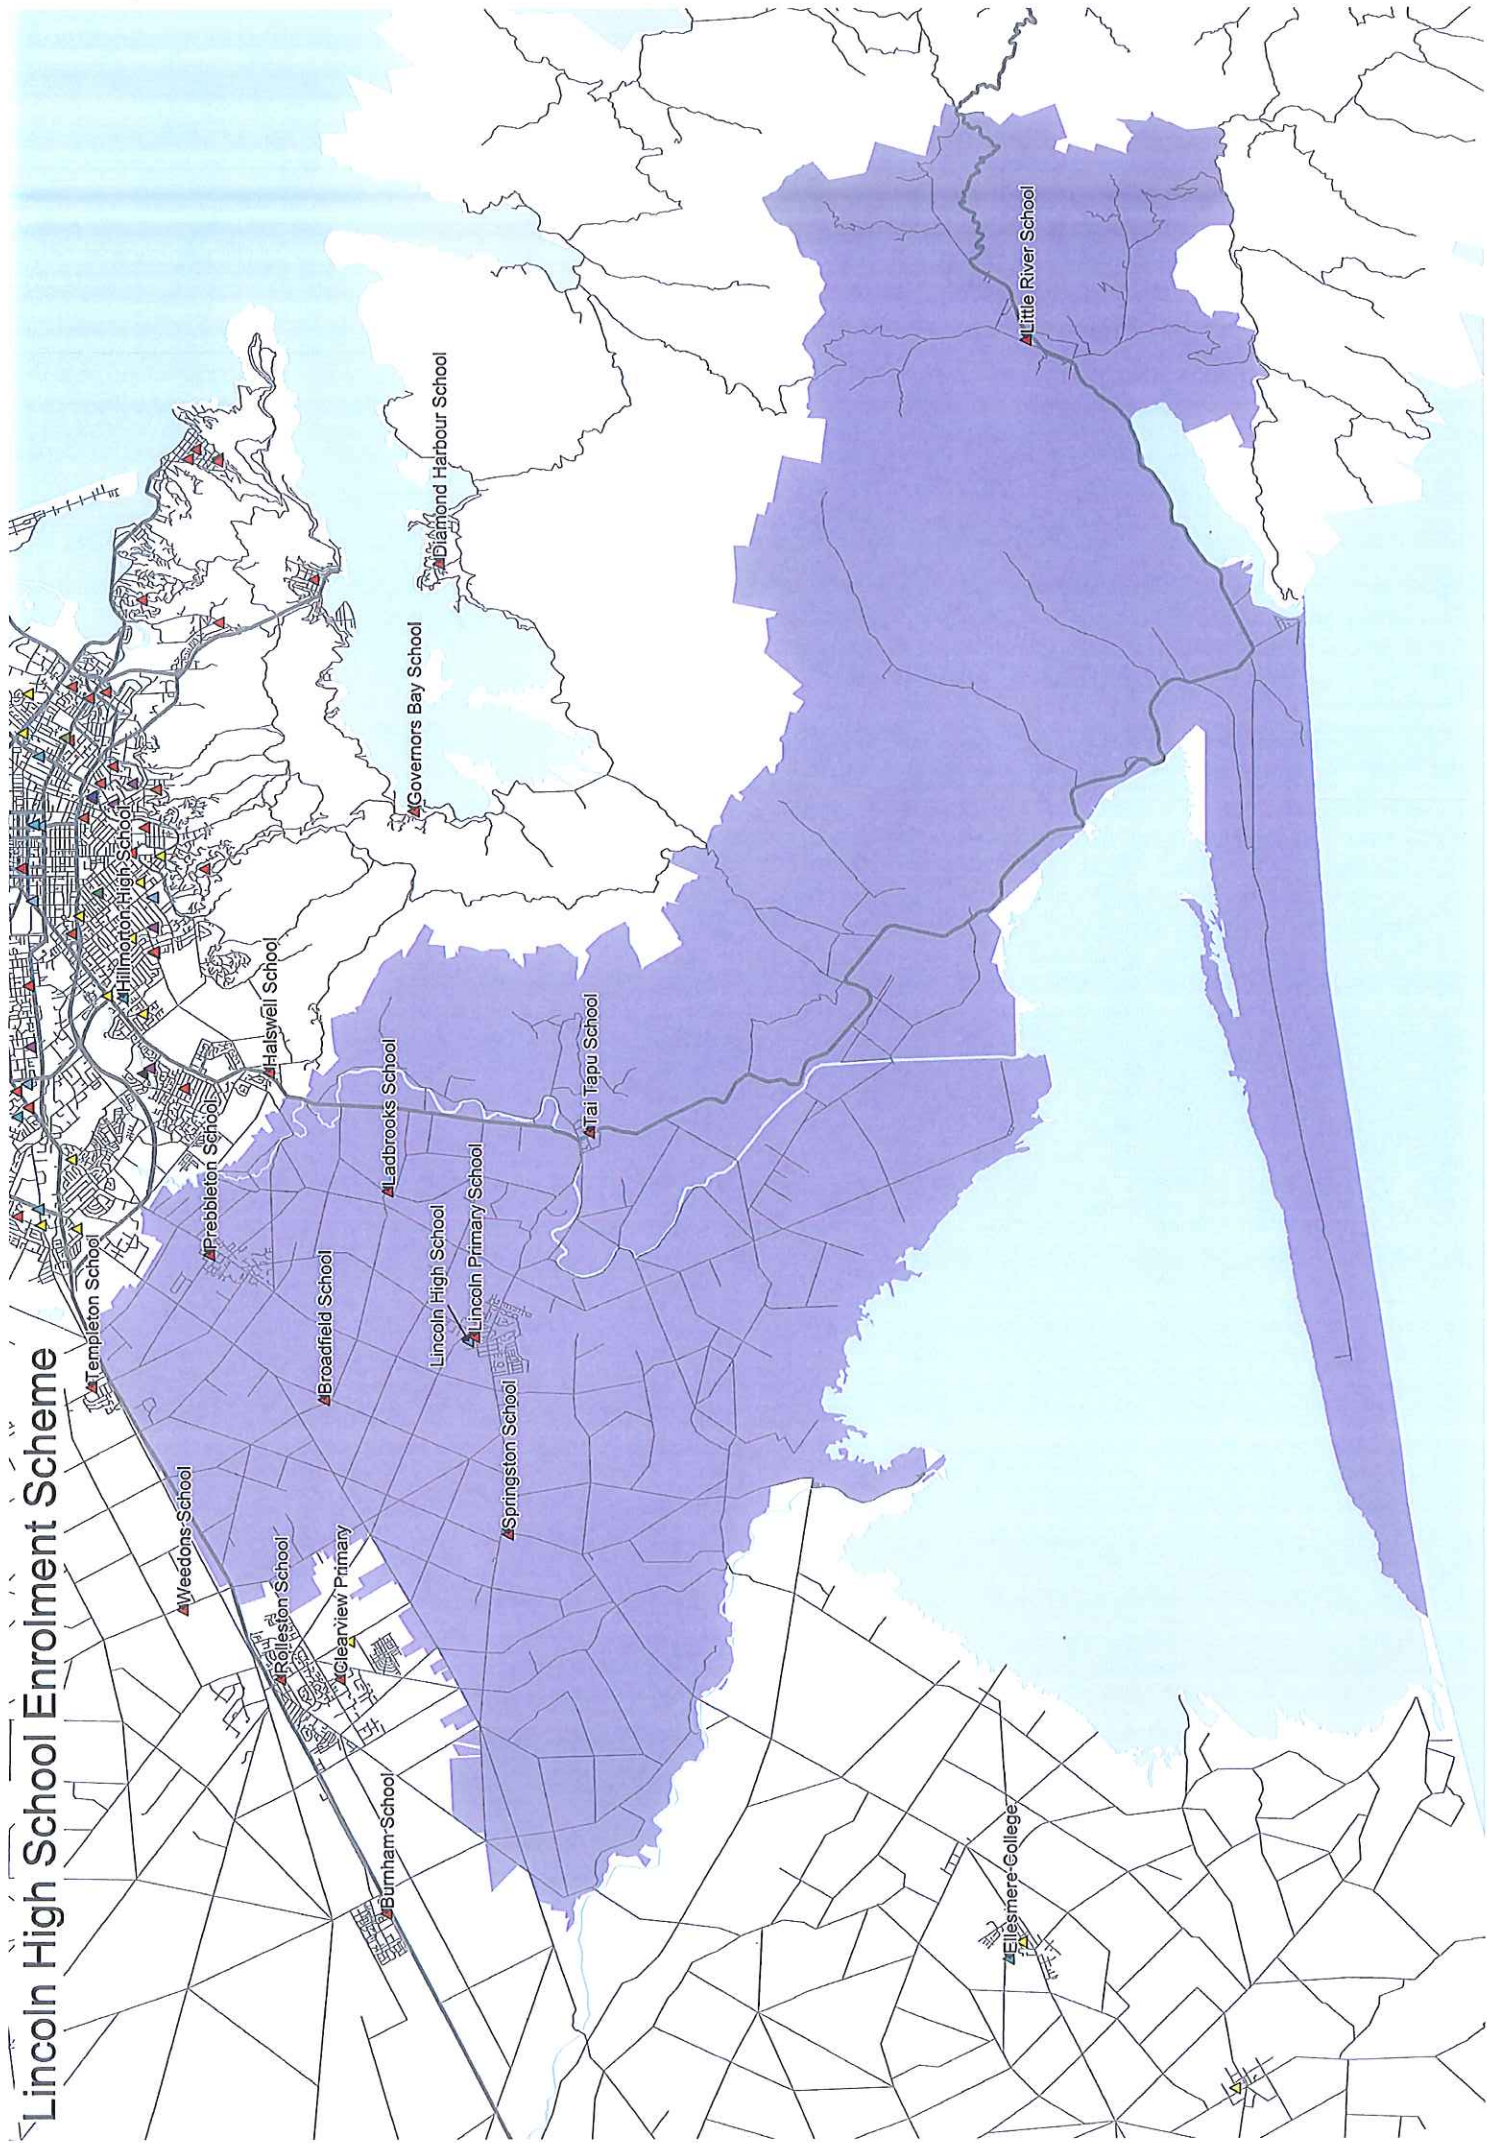 Lincoln High School Enrolment Scheme
Templeton School
Hillmorton High School
Weedons School
Prebbleton School
Halswell School
Rolleston School
Broadfield School
Clearview Primary
Burnham School
Ladbrooks School
Governors Bay School
Diamond Harbour School
Lincoln High School
Lincoln Primary School
Springston School
Tai Tapu School
Little River School
Ellesmere College